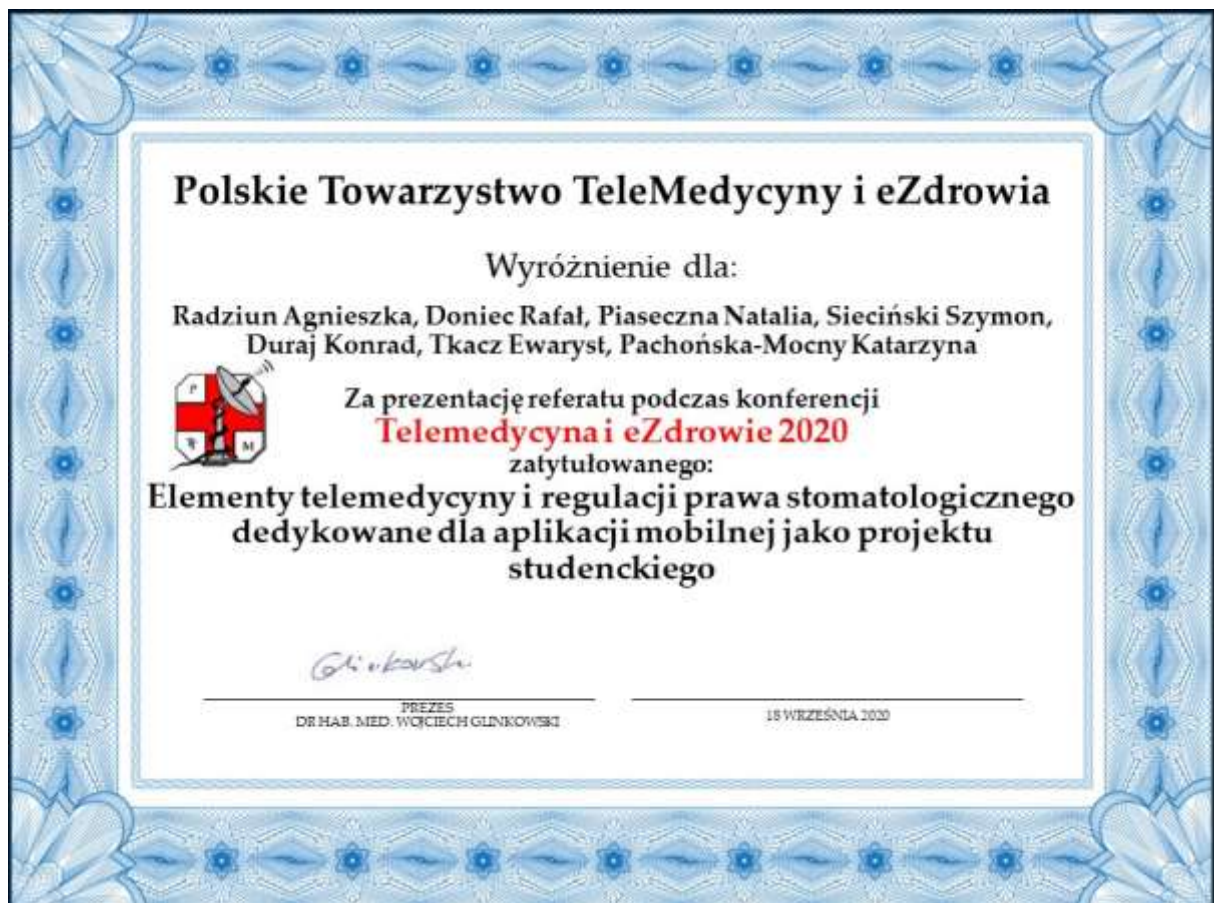 Polskie Towarzystwo TeleMedycyny i eZdrowia
Wyróżnienie dla:
Radziun Agnieszka, Doniec Rafał, Piaseczna Natalia, Sieciński Szymon,
Duraj Konrad, Tkacz Ewaryst, Pachońska-Mocny Katarzyna
Za prezentację referatu podczas konferencji
Telemedycyna i eZdrowie 2020
zatytułowanego:
Elementy telemedycyny i regulacji prawa stomatologicznego
dedykowane dla aplikacji mobilnej jako projektu
studenckiego
P
T M
Glinkowski
PREZES
DR HAB. MED. WOJCIECH GLINKOWSKI
18 WRZEŚNIA 2020